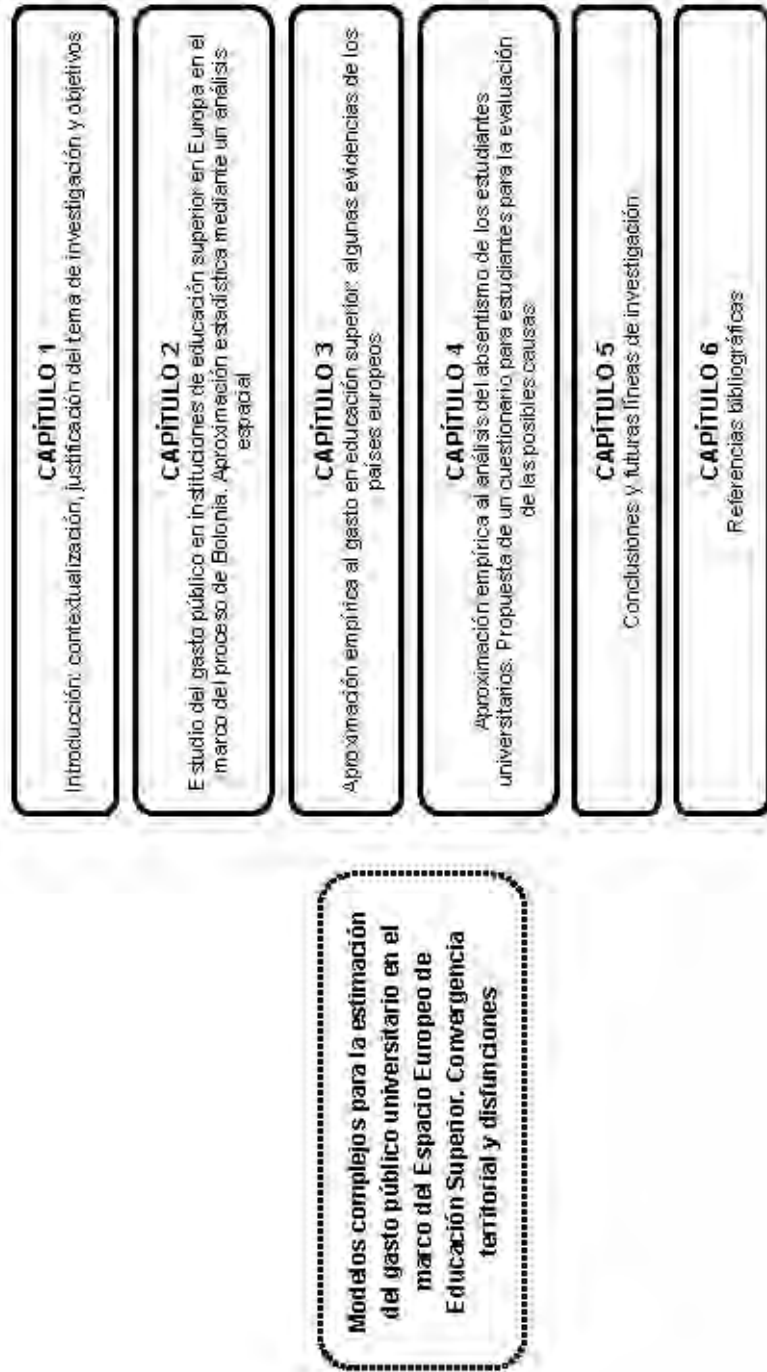 Modelos complejos para la estimación
del gasto público universitario en el
marco del Espacio Europeo de
Educación Superior. Convergencia
territorial y disfunciones
CAPÍTULO 1
Introducción: contextualización, justificación del tema de investigación y objetivos
CAPÍTULO 2
Estudio del gasto público en instituciones de educación superior en Europa en el
marco del proceso de Bolonia. Aproximación estadística mediante un análisis
espacial
CAPÍTULO 3
Aproximación empírica al gasto en educación superior: algunas evidencias de los
países europeos
CAPÍTULO 4
Aproximación empírica al análisis del absentismo de los estudiantes
universitarios. Propuesta de un cuestionario para estudiantes para la evaluación
de las posibles causas
CAPÍTULO 5
Conclusiones y futuras líneas de investigación
CAPÍTULO 6
Referencias bibliográficas